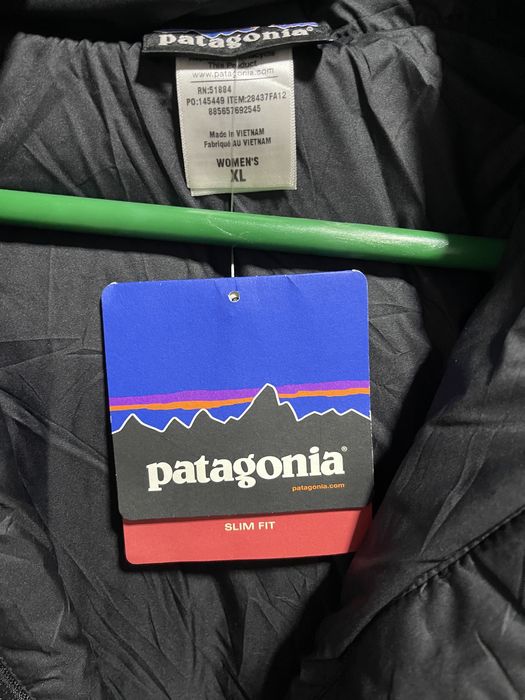 patagonia®
This Product
www.patagonia.com
RN:51884
PO:145449 ITEM:28437FA12
885657692545
Made in VIETNAM
Fabriqué AU VIETNAM
WOMEN'S
XL
patagonia®
patagonia.com
SLIM FIT